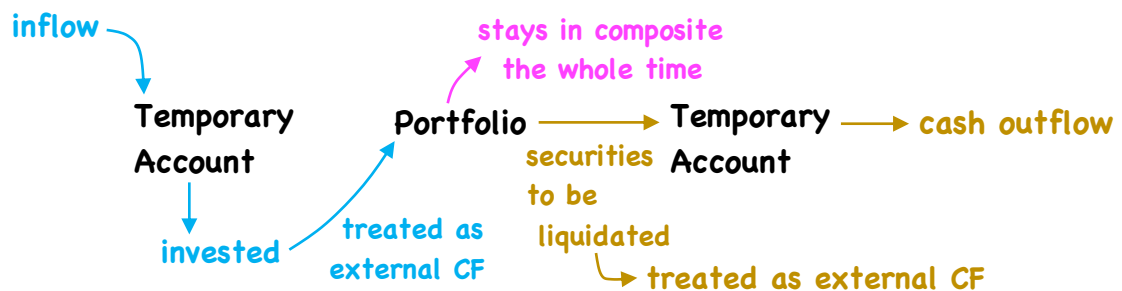 inflow
stays in composite
the whole time
Temporary
Account
Portfolio
Temporary
Account
cash outflow
securities
to be
liquidated
invested
treated as
external CF
treated as external CF